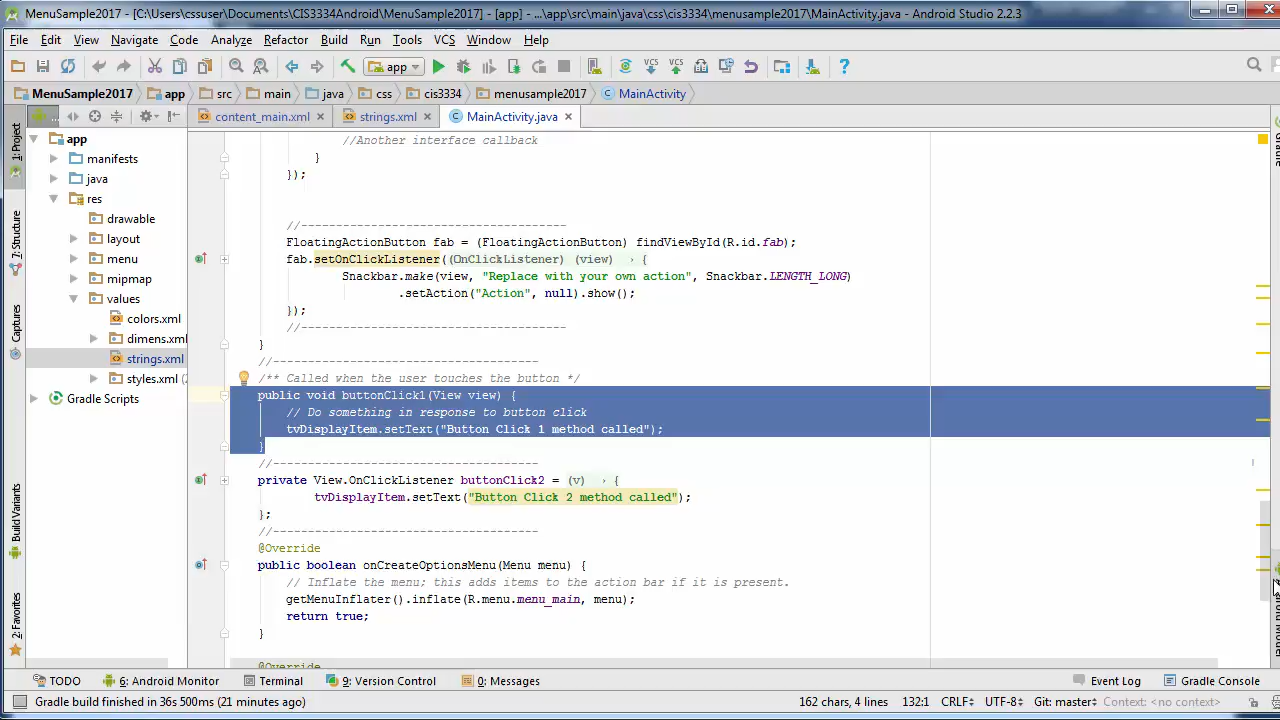 MenuSample2017 - [C:\Users\cssuser\Documents\CIS3334Android\MenuSample2017] - [app] - ...\app\src\main\java\css\cis3334\menusample2017\MainActivity.java - Android Studio 2.2.3
File Edit View Navigate Code Analyze Refactor Build Run Tools VCS Window Help
app
VCS VCS
MenuSample2017 app src main java css cis3334 menusample2017 MainActivity
content_main.xml strings.xml MainActivity.java
1: Project
7: Structure
Captures
Build Variants
2: Favorites
app
manifests
java
res
drawable
layout
menu
mipmap
values
colors.xml
dimens.xml
strings.xml
styles.xml (2
Gradle Scripts
//Another interface callback
}
});
//--------------------------------------
FloatingActionButton fab = (FloatingActionButton) findViewById(R.id.fab);
fab.setOnClickListener((OnClickListener) (view) → {
Snackbar.make(view, "Replace with your own action", Snackbar.LENGTH_LONG)
.setAction("Action", null).show();
});
//--------------------------------------
}
//--------------------------------------
/** Called when the user touches the button */
public void buttonClick1(View view) {
// Do something in response to button click
tvDisplayItem.setText("Button Click 1 method called");
}
//--------------------------------------
private View.OnClickListener buttonClick2 = (v) → {
tvDisplayItem.setText("Button Click 2 method called");
};
//--------------------------------------
@Override
public boolean onCreateOptionsMenu(Menu menu) {
// Inflate the menu; this adds items to the action bar if it is present.
getMenuInflater().inflate(R.menu.menu_main, menu);
return true;
}
@Override
Gradle
TODO 6: Android Monitor Terminal 9: Version Control 0: Messages Event Log Gradle Console
Gradle build finished in 36s 500ms (21 minutes ago) 162 chars, 4 lines 132:1 CRLF÷ UTF-8÷ Git: master÷ Context: <no context>